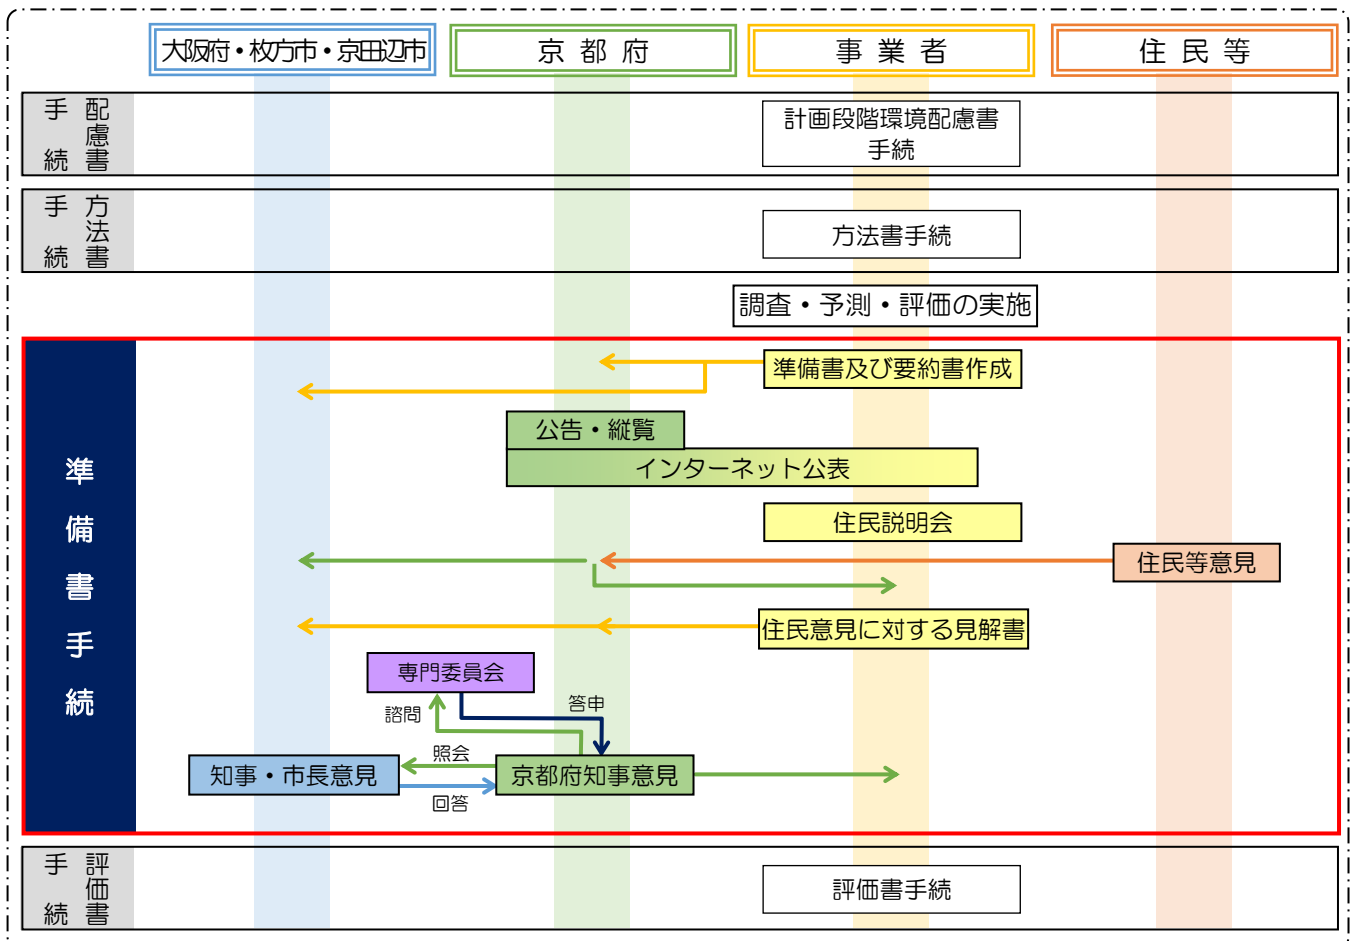 大阪府・枚方市・京田辺市
京都府
事業者
住民等
配慮書
手続
計画段階環境配慮書
手続
方法書
手続
方法書手続
調査・予測・評価の実施
準備書手続
準備書及び要約書作成
公告・縦覧
インターネット公表
住民説明会
住民等意見
住民意見に対する見解書
専門委員会
諮問
答申
照会
知事・市長意見
京都府知事意見
回答
評価書
手続
評価書手続